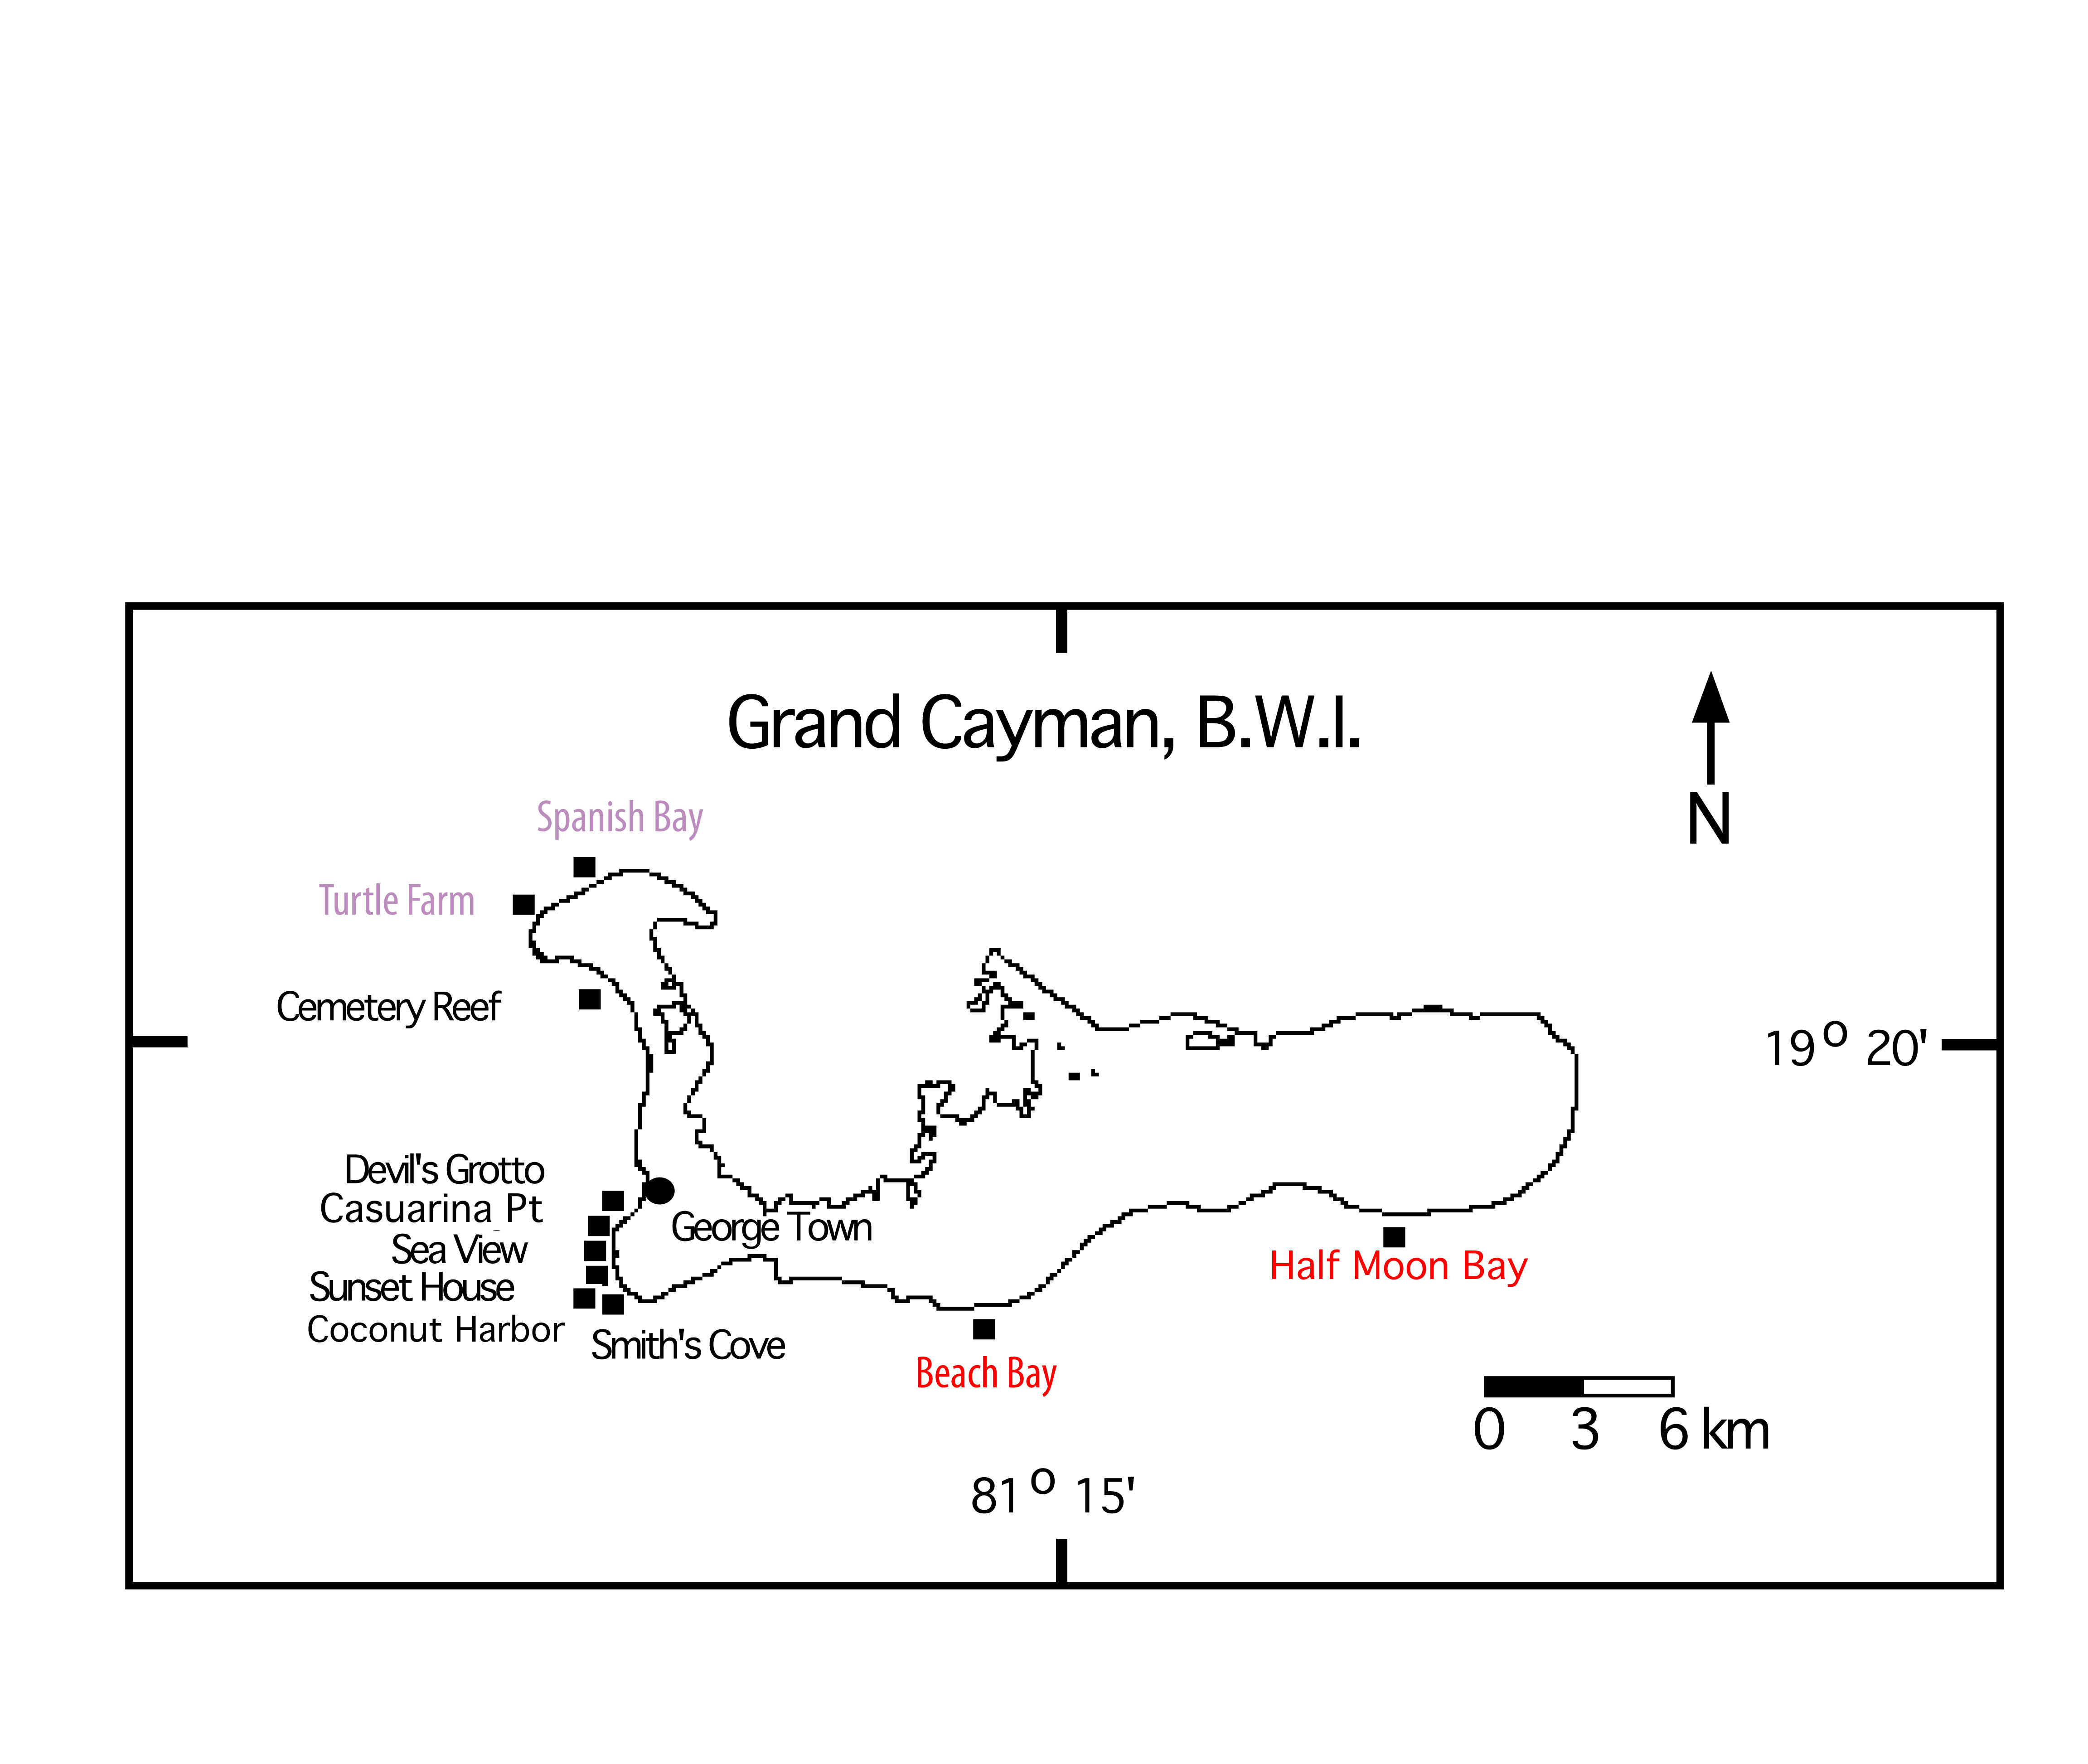 Grand Cayman, B.W.I.
N
Spanish Bay
Turtle Farm
Cemetery Reef
19° 20'
Devil's Grotto
Casuarina Pt
George Town
Sea View
Half Moon Bay
Sunset House
Coconut Harbor
Smith's Cove
Beach Bay
0 3 6 km
81° 15'